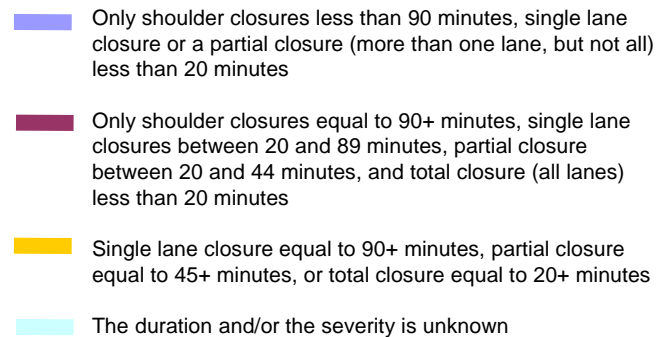 Only shoulder closures less than 90 minutes, single lane
closure or a partial closure (more than one lane, but not all)
less than 20 minutes
Only shoulder closures equal to 90+ minutes, single lane
closures between 20 and 89 minutes, partial closure
between 20 and 44 minutes, and total closure (all lanes)
less than 20 minutes
Single lane closure equal to 90+ minutes, partial closure
equal to 45+ minutes, or total closure equal to 20+ minutes
The duration and/or the severity is unknown